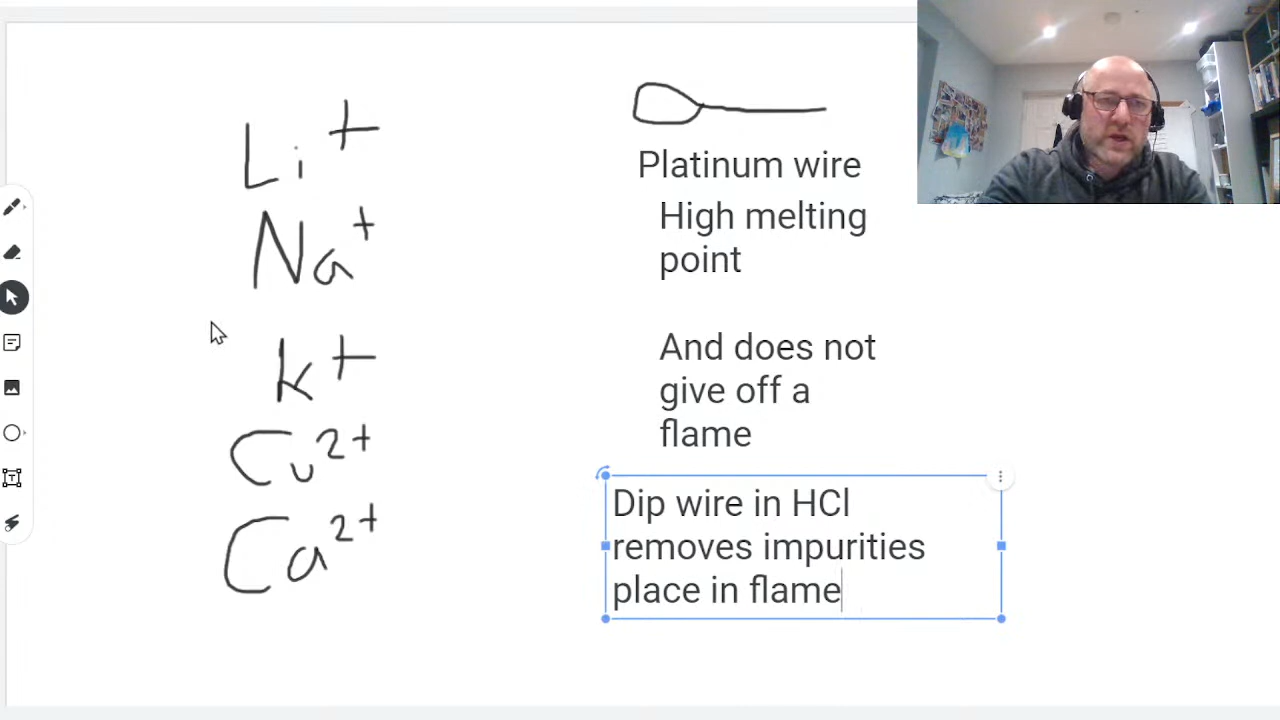 Li+
Na+
K+
Cu2+
Ca2+
Platinum wire
High melting
point
And does not
give off a
flame
Dip wire in HCl
removes impurities
place in flame